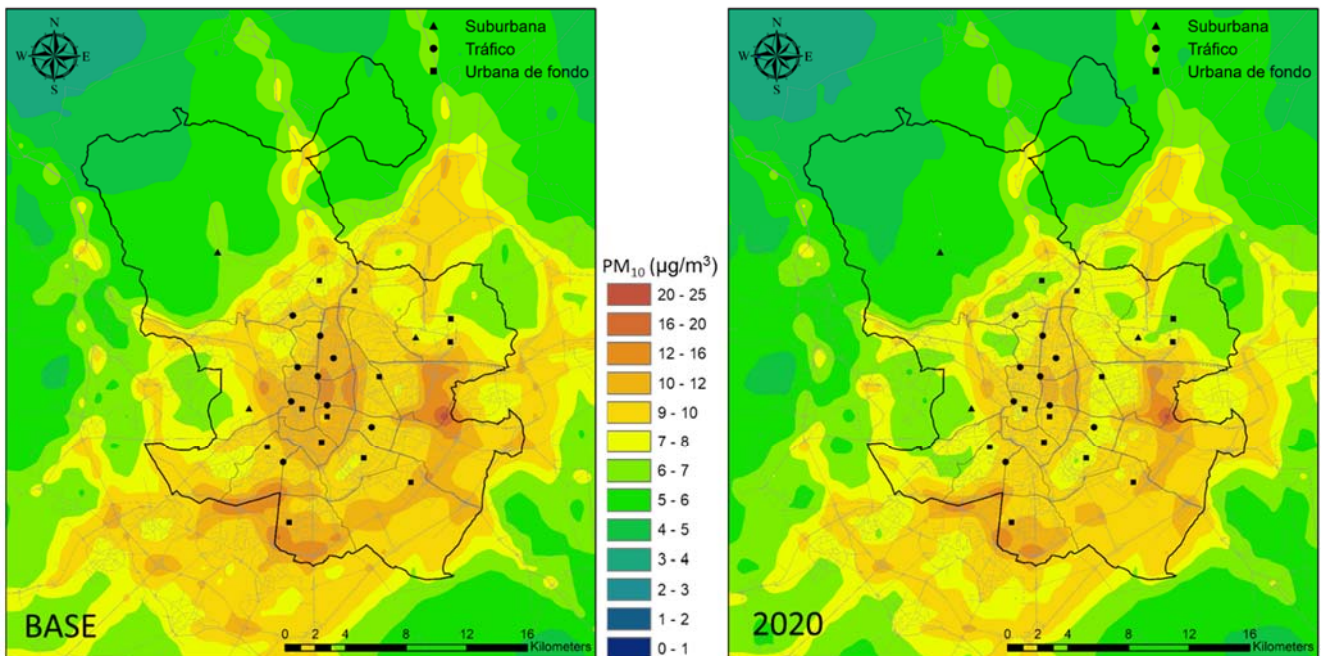 N
W E
S
Suburbana
Tráfico
Urbana de fondo
BASE
0 2 4 8 12 16
Kilometers
PM10 (µg/m3)
20 - 25
16 - 20
12 - 16
10 - 12
9 - 10
7 - 8
6 - 7
5 - 6
4 - 5
3 - 4
2 - 3
1 - 2
0 - 1
N
W E
S
Suburbana
Tráfico
Urbana de fondo
2020
0 2 4 8 12 16
Kilometers